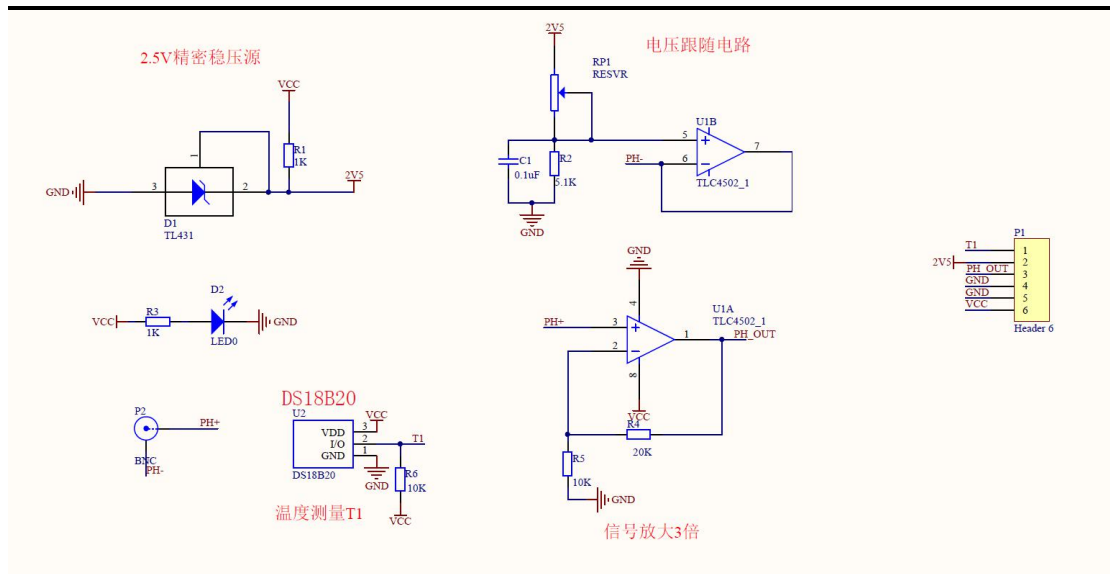 2.5V精密稳压源
VCC
R1
1K
2V5
GND
3
1
2
D1
TL431
电压跟随电路
2V5
RP1
RESVR
C1
0.1uF
R2
5.1K
GND
PH-
5
6
7
U1B
TLC4502_1
VCC
R3
1K
D2
LED0
GND
GND
4
U1A
TLC4502_1
PH+
3
2
1
PH_OUT
8
VCC
R4
20K
R5
10K
GND
信号放大3倍
P1
T1
1
2V5
2
PH_OUT
3
GND
4
GND
5
VCC
6
Header 6
P2
PH+
BNC
PH-
DS18B20
U2
VCC
VDD
3
I/O
2
T1
GND
1
DS18B20
GND
R6
10K
VCC
温度测量T1